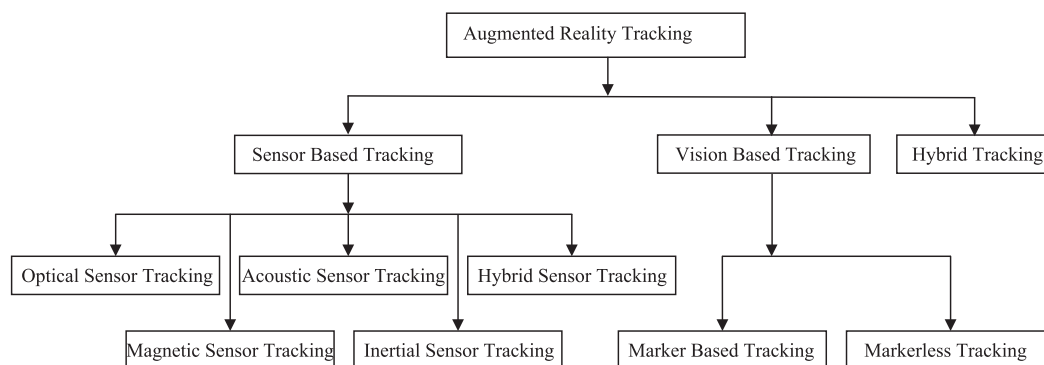 Augmented Reality Tracking
Sensor Based Tracking
Vision Based Tracking
Hybrid Tracking
Optical Sensor Tracking
Acoustic Sensor Tracking
Hybrid Sensor Tracking
Magnetic Sensor Tracking
Inertial Sensor Tracking
Marker Based Tracking
Markerless Tracking